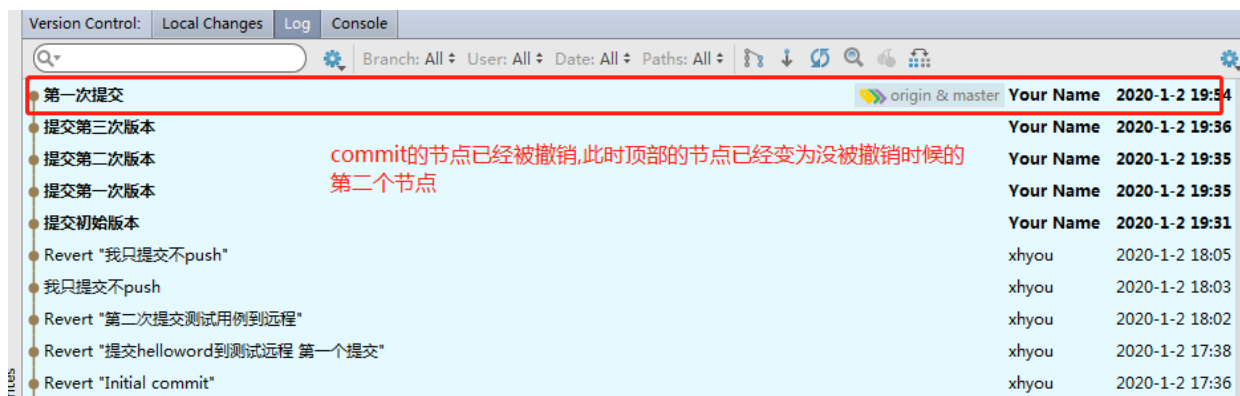 Version Control: Local Changes Log Console
Branch: All User: All Date: All Paths: All
第一次提交 origin & master Your Name 2020-1-2 19:54
提交第三次版本 Your Name 2020-1-2 19:36
提交第二次版本 Your Name 2020-1-2 19:35
commit的节点已经被撤销,此时顶部的节点已经变为没被撤销时候的
第二个节点
提交第一次版本 Your Name 2020-1-2 19:35
提交初始版本 Your Name 2020-1-2 19:31
Revert "我只提交不push" xhyou 2020-1-2 18:05
我只提交不push xhyou 2020-1-2 18:03
Revert "第二次提交测试用例到远程" xhyou 2020-1-2 18:02
Revert "提交helloword到测试远程 第一个提交" xhyou 2020-1-2 17:38
Revert "Initial commit" xhyou 2020-1-2 17:36